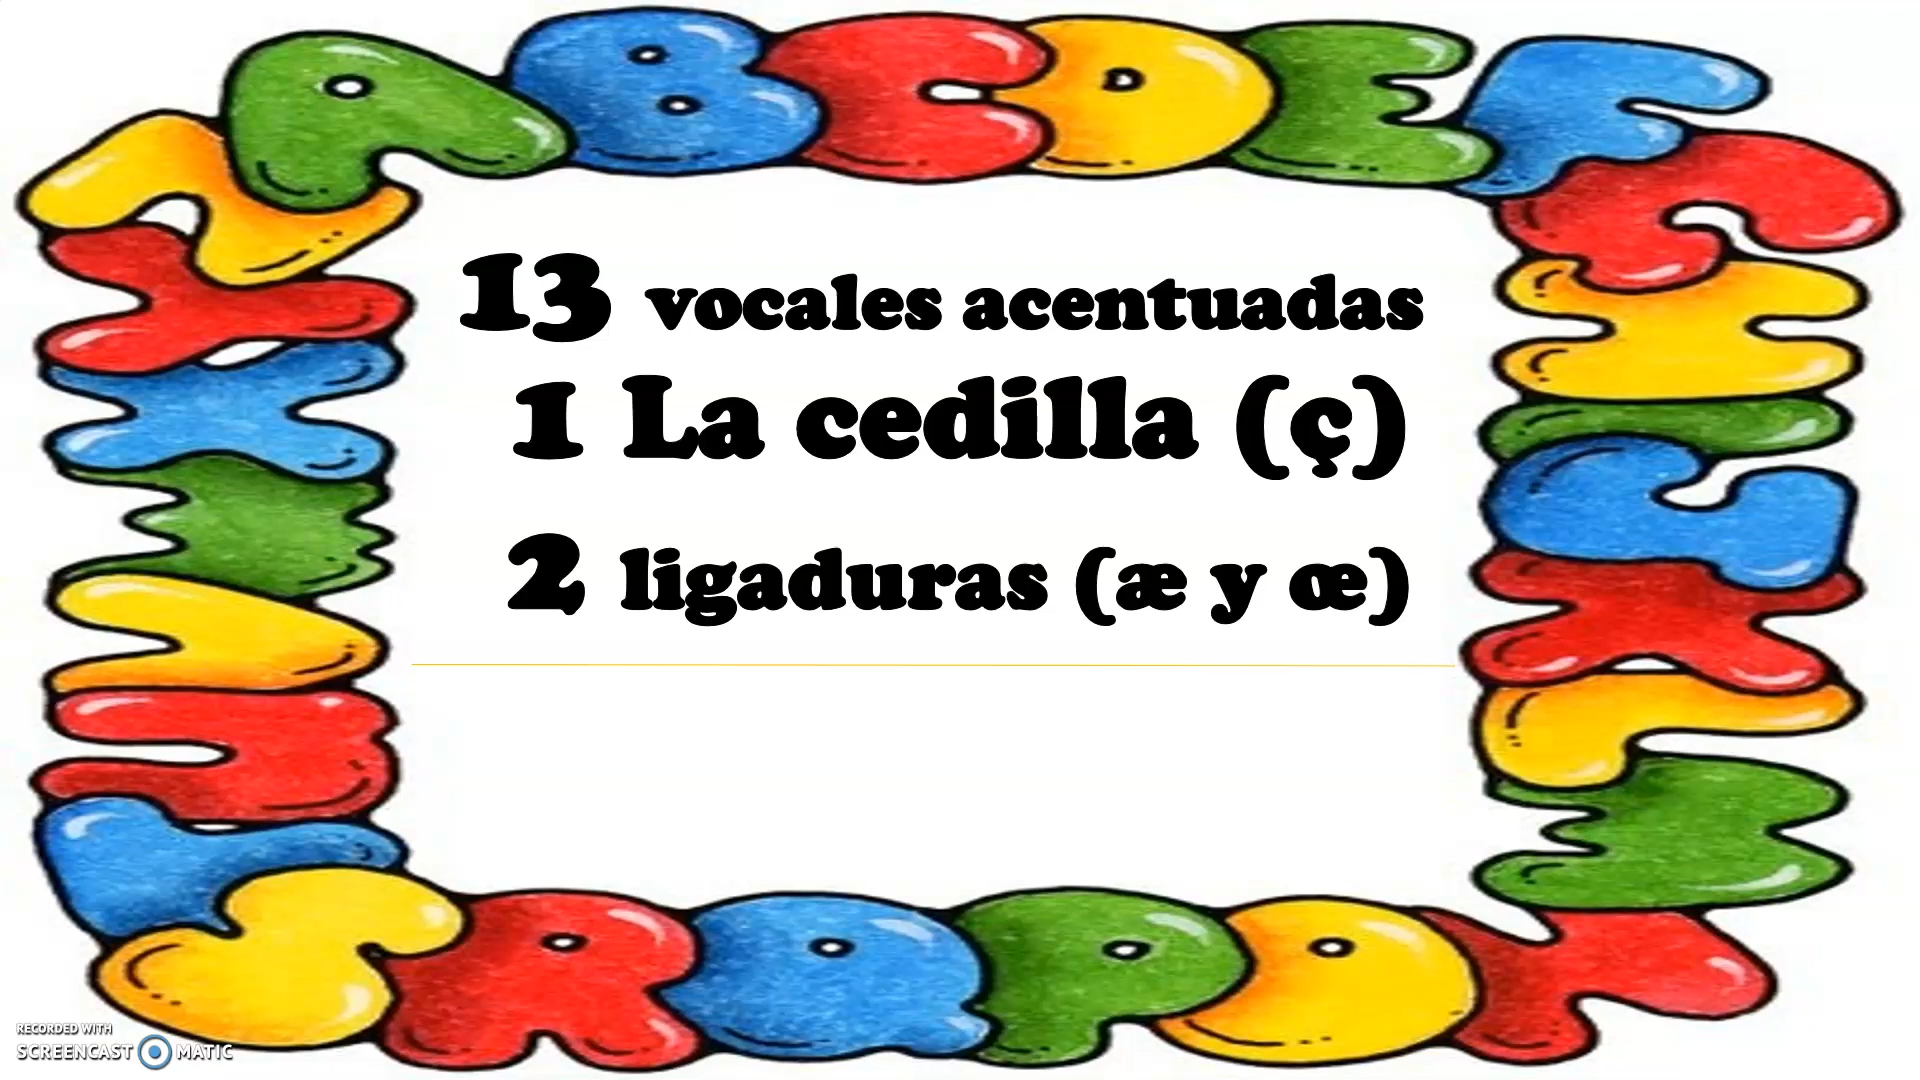 A B C D E F G H I J K L M N O P Q R S T U V W X Y Z
13 vocales acentuadas
1 La cedilla (ç)
2 ligaduras (æ y œ)
RECORDED WITH
SCREENCAST MATIC